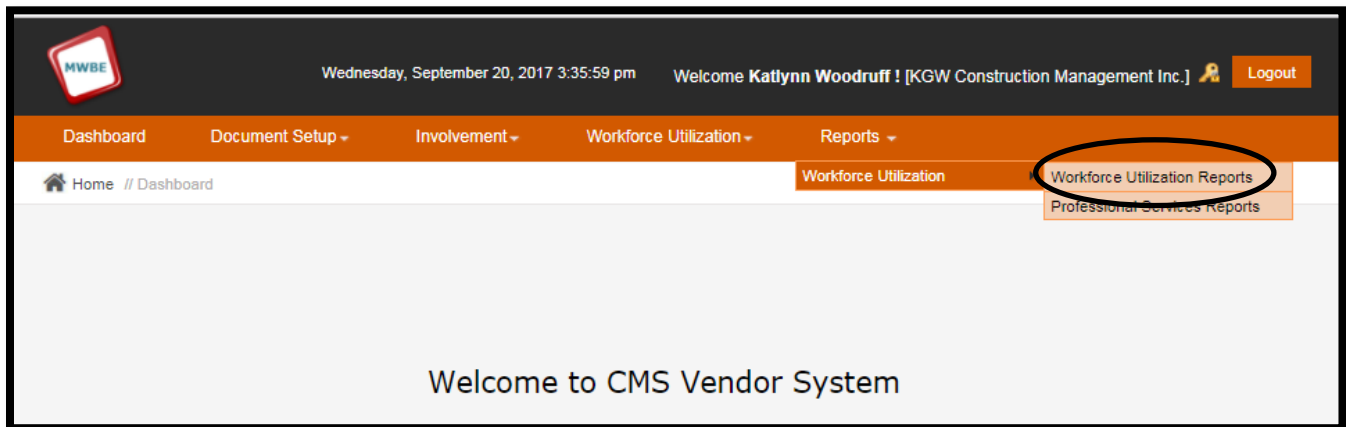 MWBE
Wednesday, September 20, 2017 3:35:59 pm Welcome Katlynn Woodruff ! [KGW Construction Management Inc.] Logout
Dashboard Document Setup Involvement Workforce Utilization Reports
Home // Dashboard Workforce Utilization Workforce Utilization Reports
Professional Services Reports
Welcome to CMS Vendor System